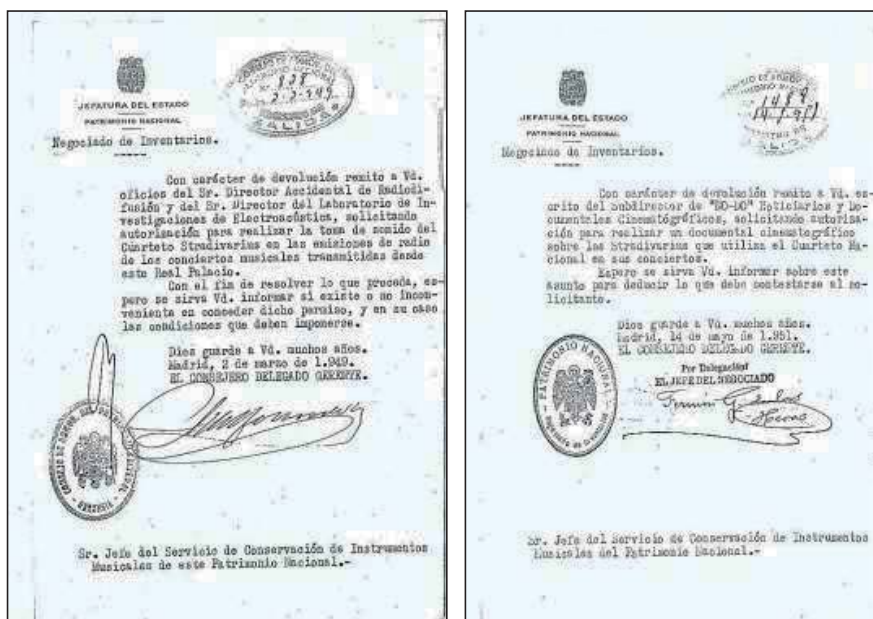 JEFATURA DEL ESTADO
PATRIMONIO NACIONAL
Negociado de Inventarios.
SALIDA
Con carácter de devolución remito a Vd.
oficios del Sr. Director Accidental de Radiodi-
fusión y del Sr. Director del Laboratorio de In-
vestigaciones de Electroacústica, solicitando
autorización para realizar la toma de sonido del
Cuarteto Stradivarius en las emisiones de radio
de los conciertos musicales transmitidas desde
este Real Palacio.
Con el fin de resolver lo que proceda, es-
pero se sirva Vd. informar si existe o no incon-
veniente en conceder dicho permiso, y en su caso
las condiciones que deben imponerse.
Dios guarde a Vd. muchos años.
Madrid, 2 de marzo de 1.949.
EL CONSEJERO DELEGADO GERENTE.
Sr. Jefe del Servicio de Conservación de Instrumentos
Musicales de este Patrimonio Nacional.-
JEFATURA DEL ESTADO
PATRIMONIO NACIONAL
Negociado de Inventarios.
Con carácter de devolución remito a Vd. es-
crito del Subdirector de "NO-DO" Noticiarios y Do-
cumentales Cinematográficos, solicitando autoriza-
ción para realizar un documental cinematográfico
sobre los Stradivarius que utiliza el Cuarteto Na-
cional en sus conciertos.
Espero se sirva Vd. informar sobre este
asunto para deducir lo que debe contestarse al so-
licitante.
Dios guarde a Vd. muchos años.
Madrid, 14 de mayo de 1.951.
EL CONSEJERO DELEGADO GERENTE.
Por Delegación
EL JEFE DEL NEGOCIADO
PATRIMONIO NACIONAL
Sr. Jefe del Servicio de Conservación de Instrumentos
Musicales del Patrimonio Nacional.-